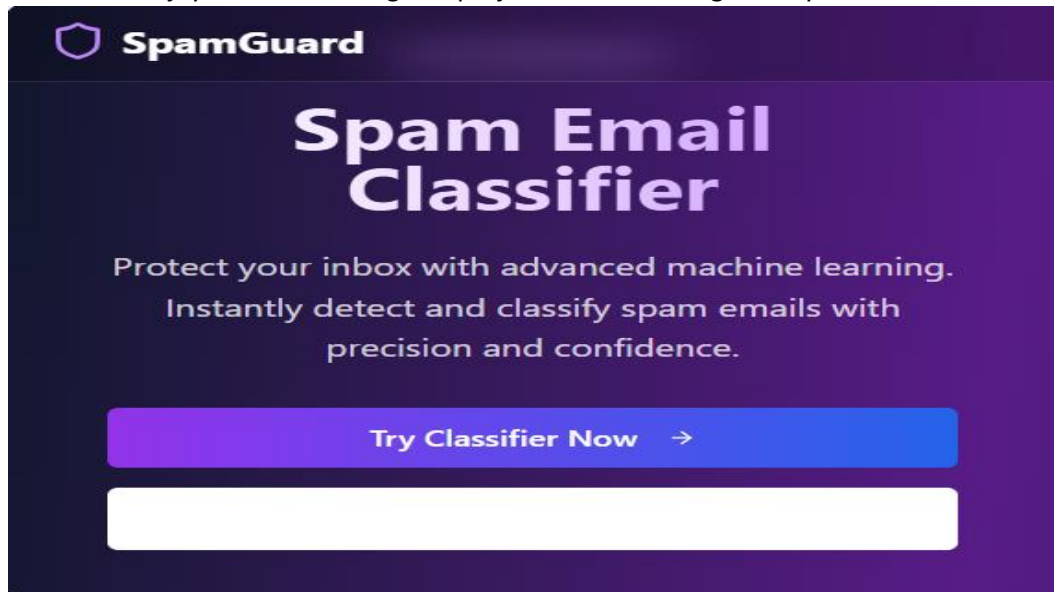 SpamGuard
Spam Email
Classifier
Protect your inbox with advanced machine learning.
Instantly detect and classify spam emails with
precision and confidence.
Try Classifier Now →